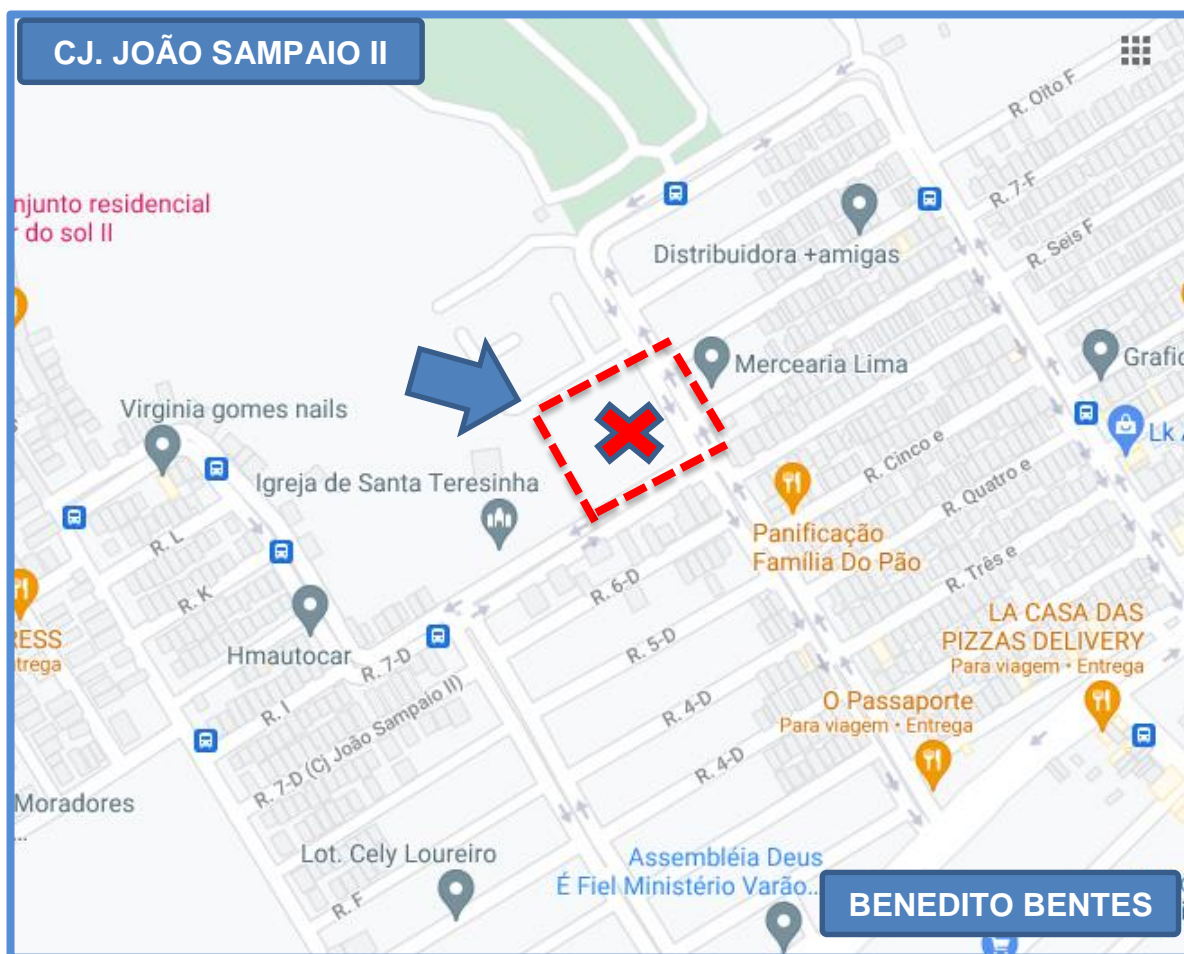 CJ. JOÃO SAMPAIO II
R. Oito F
njunto residencial
do sol II
R. 7-F
Distribuidora +amigas
R. Seis F
Mercearia Lima
Grafic
Virginia gomes nails
Lk
Igreja de Santa Teresinha
R. Cinco e
R. Quatro e
Panificação
Família Do Pão
R. L
R. K
R. 6-D
R. Três e
RESS
trega
Hmautocar
R. 7-D
R. 5-D
LA CASA DAS
PIZZAS DELIVERY
Para viagem • Entrega
R. I
R. 7-D (Cj João Sampaio II)
R. 4-D
O Passaporte
Para viagem • Entrega
R. 4-D
Moradores
...
Lot. Cely Loureiro
Assembléia Deus
É Fiel Ministério Varão...
R. F
BENEDITO BENTES